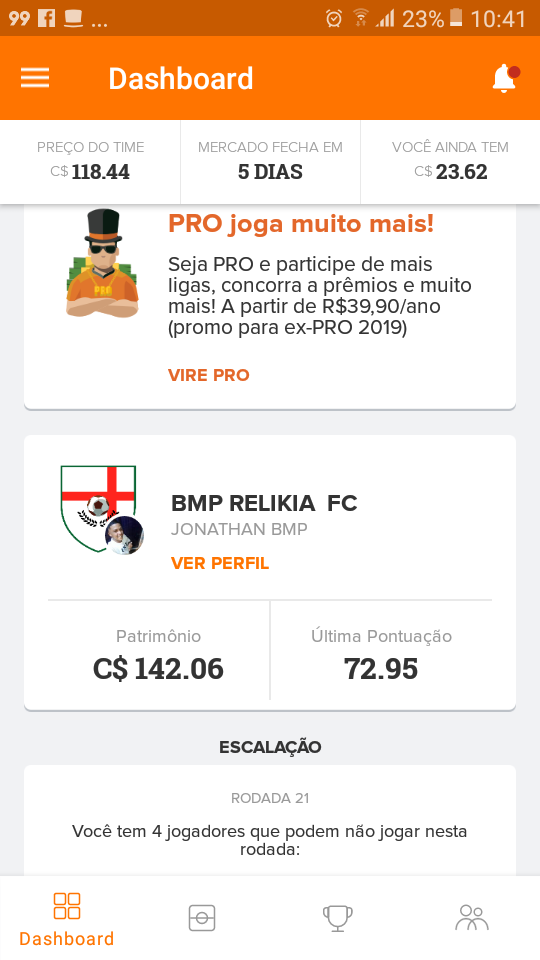 99 ... 23% 10:41
Dashboard
PREÇO DO TIME
C$ 118.44
MERCADO FECHA EM
5 DIAS
VOCÊ AINDA TEM
C$ 23.62
PRO
PRO joga muito mais!
Seja PRO e participe de mais
ligas, concorra a prêmios e muito
mais! A partir de R$39,90/ano
(promo para ex-PRO 2019)
VIRE PRO
BMP RELIKIA FC
JONATHAN BMP
VER PERFIL
Patrimônio
C$ 142.06
Última Pontuação
72.95
ESCALAÇÃO
RODADA 21
Você tem 4 jogadores que podem não jogar nesta
rodada:
Dashboard